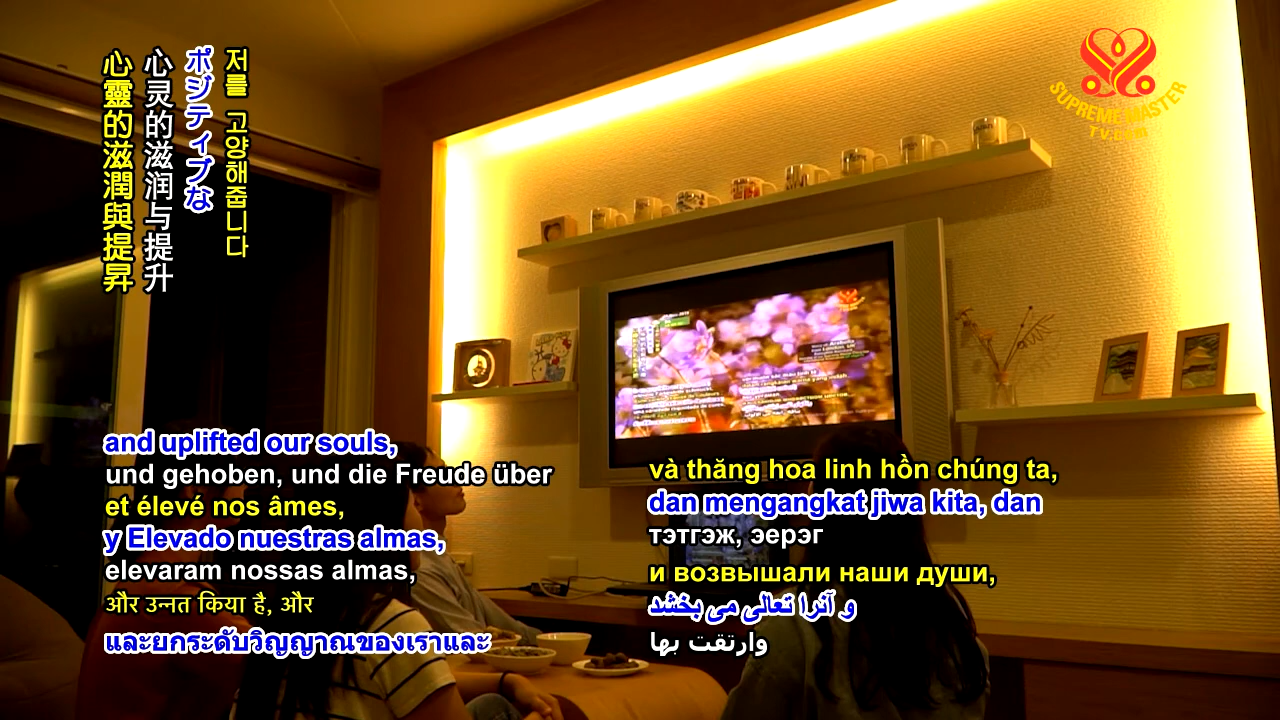 저를 고양해줍니다
ポジティブな
心灵的滋润与提升
心靈的滋潤與提昇
SUPREME MASTER
TV.com
and uplifted our souls,
und gehoben, und die Freude über
et élevé nos âmes,
y Elevado nuestras almas,
elevaram nossas almas,
और उन्नत किया है, और
และยกระดับวิญญาณของเราและ
và thăng hoa linh hồn chúng ta,
dan mengangkat jiwa kita, dan
тэтгэж, эерэг
и возвышали наши души,
و آنرا تعالی می بخشد
وارتقت بها